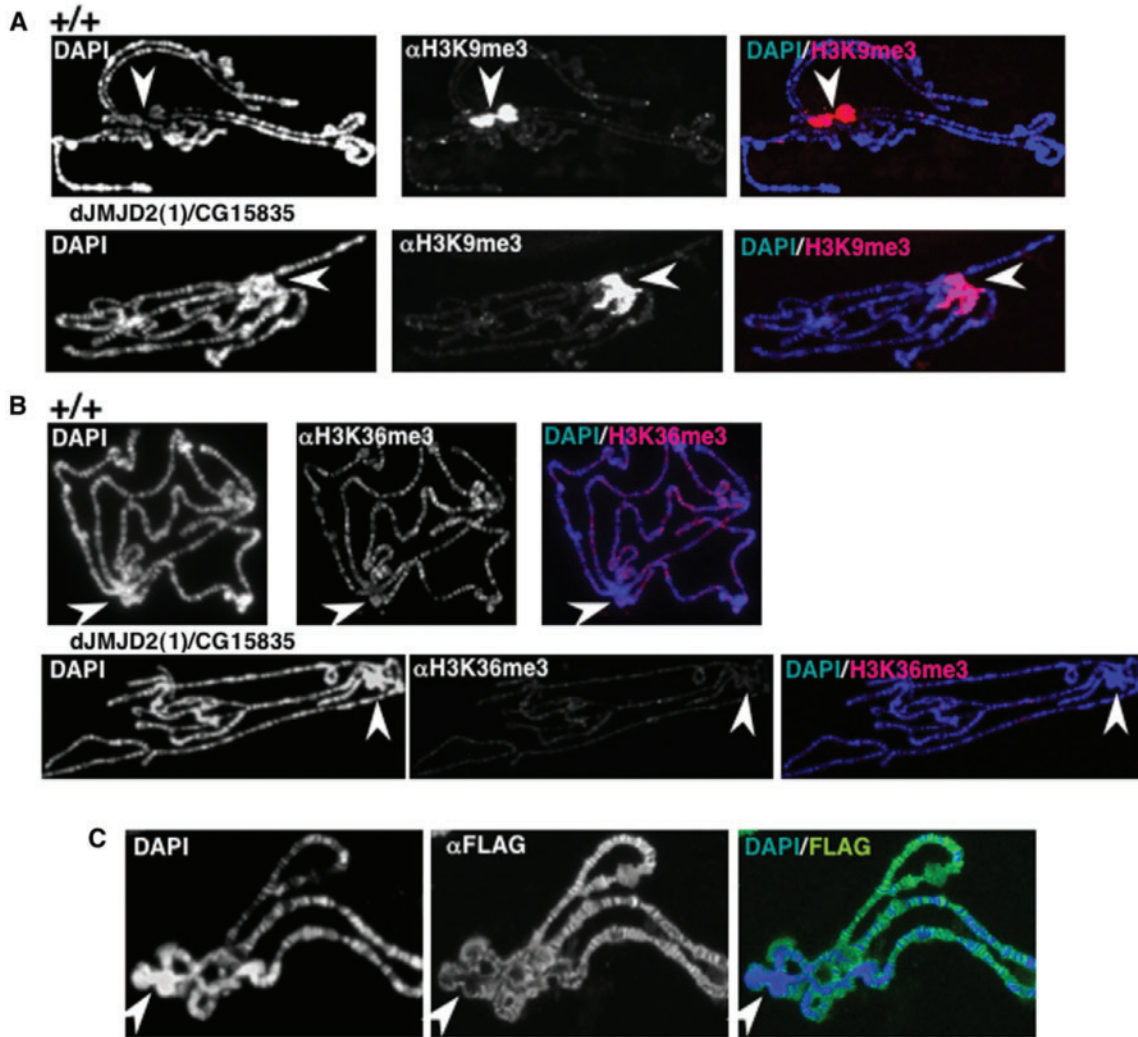 A
+/+
DAPI
αH3K9me3
DAPI/H3K9me3
dJMJD2(1)/CG15835
DAPI
αH3K9me3
DAPI/H3K9me3
B
+/+
DAPI
αH3K36me3
DAPI/H3K36me3
dJMJD2(1)/CG15835
DAPI
αH3K36me3
DAPI/H3K36me3
C
DAPI
αFLAG
DAPI/FLAG